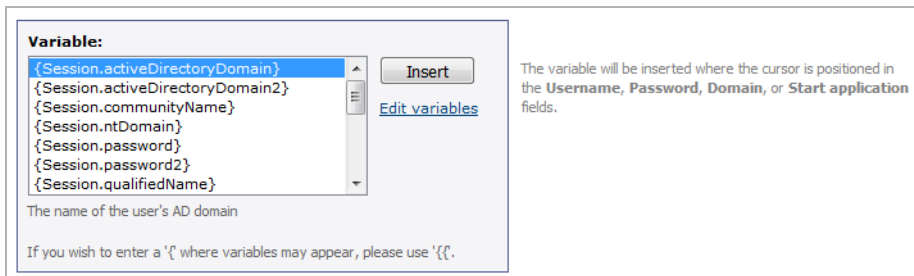 Variable:
{Session.activeDirectoryDomain}
{Session.activeDirectoryDomain2}
{Session.communityName}
{Session.ntDomain}
{Session.password}
{Session.password2}
{Session.qualifiedName}
Insert
Edit variables
The name of the user's AD domain
If you wish to enter a '{' where variables may appear, please use '{{'.
The variable will be inserted where the cursor is positioned in
the Username, Password, Domain, or Start application
fields.